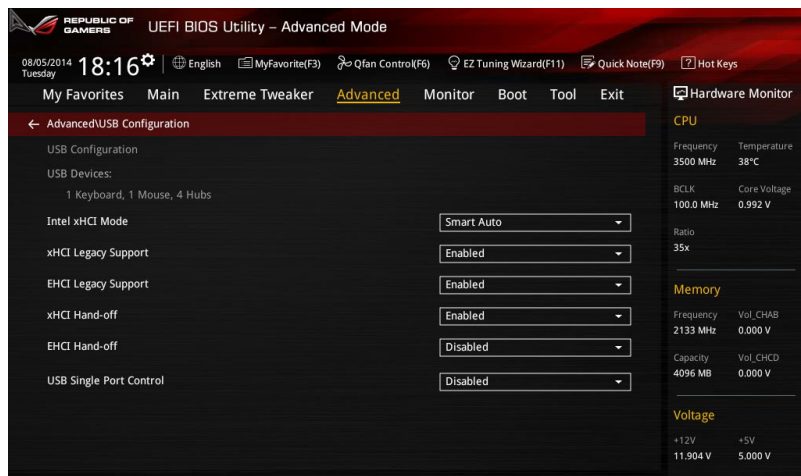 REPUBLIC OF
GAMERS
UEFI BIOS Utility – Advanced Mode
08/05/2014
Tuesday
18:16
English
MyFavorite(F3)
Qfan Control(F6)
EZ Tuning Wizard(F11)
Quick Note(F9)
? Hot Keys
My Favorites Main Extreme Tweaker Advanced Monitor Boot Tool Exit
← Advanced\USB Configuration
USB Configuration
USB Devices:
1 Keyboard, 1 Mouse, 4 Hubs
Intel xHCI Mode Smart Auto
xHCI Legacy Support Enabled
EHCI Legacy Support Enabled
xHCI Hand-off Enabled
EHCI Hand-off Disabled
USB Single Port Control Disabled
Hardware Monitor
CPU
Frequency Temperature
3500 MHz 38°C
BCLK Core Voltage
100.0 MHz 0.992 V
Ratio
35x
Memory
Frequency Vol_CHAB
2133 MHz 0.000 V
Capacity Vol_CHCD
4096 MB 0.000 V
Voltage
+12V +5V
11.904 V 5.000 V